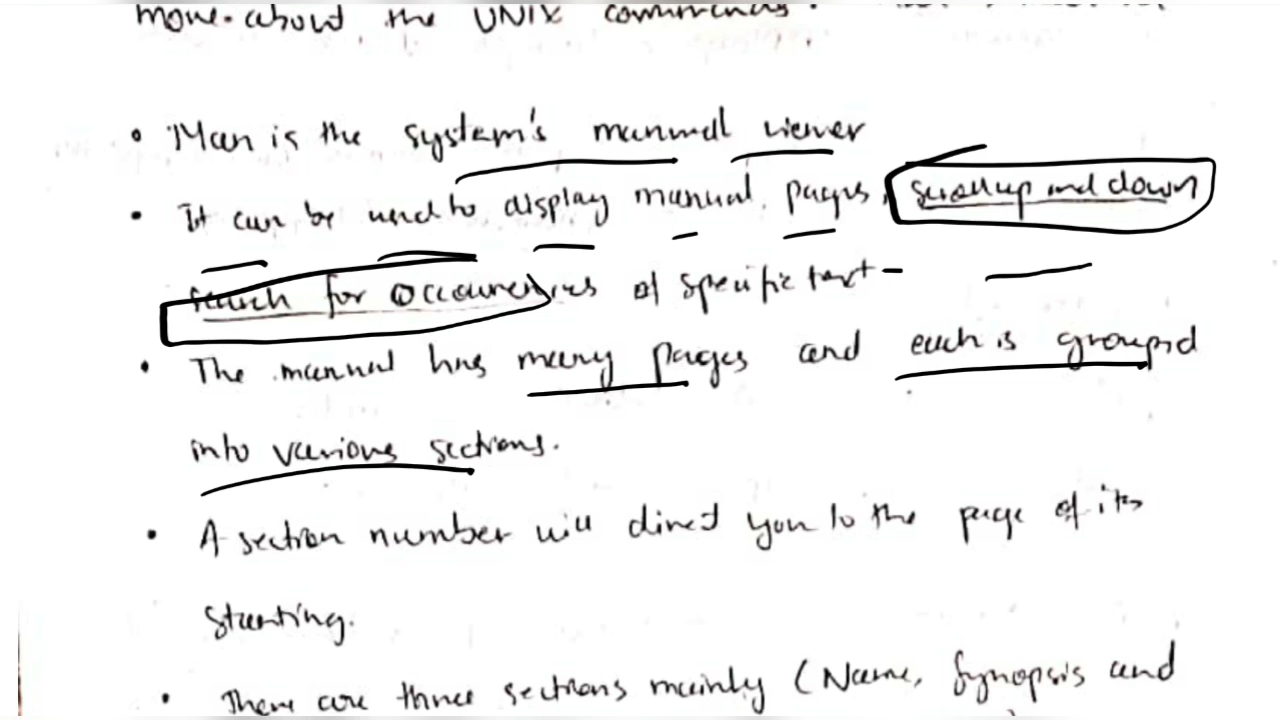 more about the UNIX commands.
• Man is the system's manual viewer
• It can be used to display manual pages, scroll up and down
search for occurences of specific text-
• The manual has many pages and each is grouped
into various sections.
• A section number will direct you to the page of its
starting.
• There are three sections mainly (Name, Synopsis and